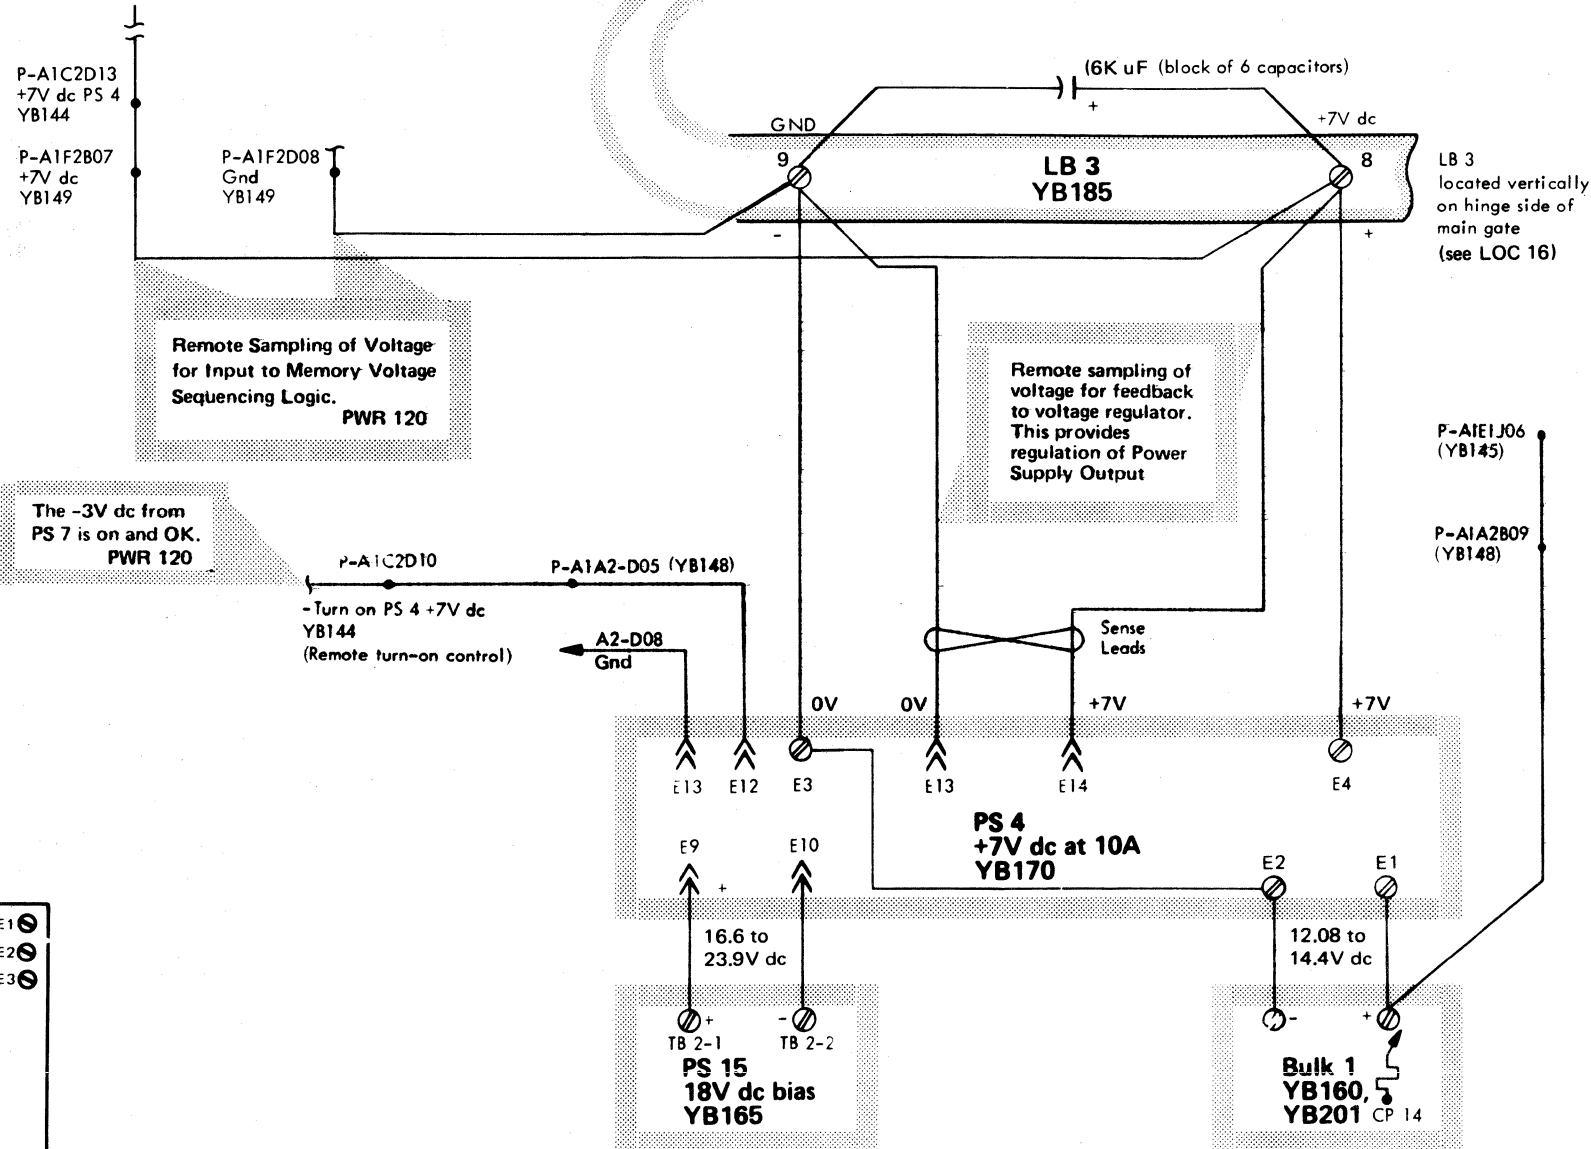 P-A1C2D13
+7V dc PS 4
YB144
P-A1F2B07
+7V dc
YB149
P-A1F2D08
Gnd
YB149
(6K uF (block of 6 capacitors)
+
GND
+7V dc
9
8
LB 3
YB185
-
+
LB 3
located vertically
on hinge side of
main gate
(see LOC 16)
Remote Sampling of Voltage
for Input to Memory Voltage
Sequencing Logic.
PWR 120
Remote sampling of
voltage for feedback
to voltage regulator.
This provides
regulation of Power
Supply Output
P-A1E1J06
(YB145)
P-A1A2B09
(YB148)
The -3V dc from
PS 7 is on and OK.
PWR 120
P-A1C2D10
P-A1A2-D05 (YB148)
-Turn on PS 4 +7V dc
YB144
(Remote turn-on control)
A2-D08
Gnd
Sense
Leads
0V
0V
+7V
+7V
E13
E12
E3
E13
E14
E4
PS 4
+7V dc at 10A
YB170
E9
E10
+
E2
E1
16.6 to
23.9V dc
12.08 to
14.4V dc
E1
E2
E3
+
-
TB 2-1
TB 2-2
PS 15
18V dc bias
YB165
-
+
Bulk 1
YB160,
YB201
CP 14